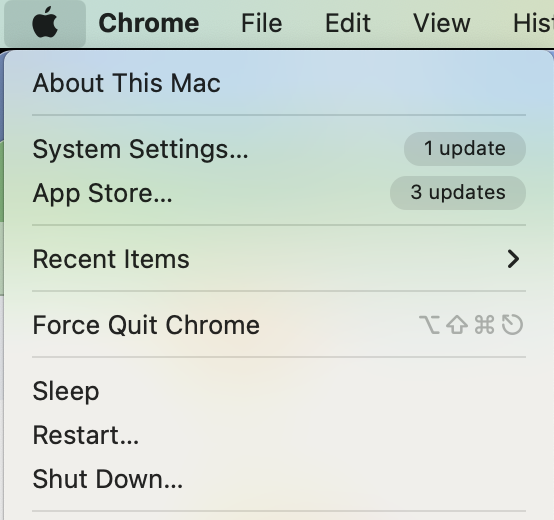 Chrome File Edit View His
About This Mac
System Settings... 1 update
App Store... 3 updates
Recent Items
Force Quit Chrome ⌥⇧⌘⎋
Sleep
Restart...
Shut Down...